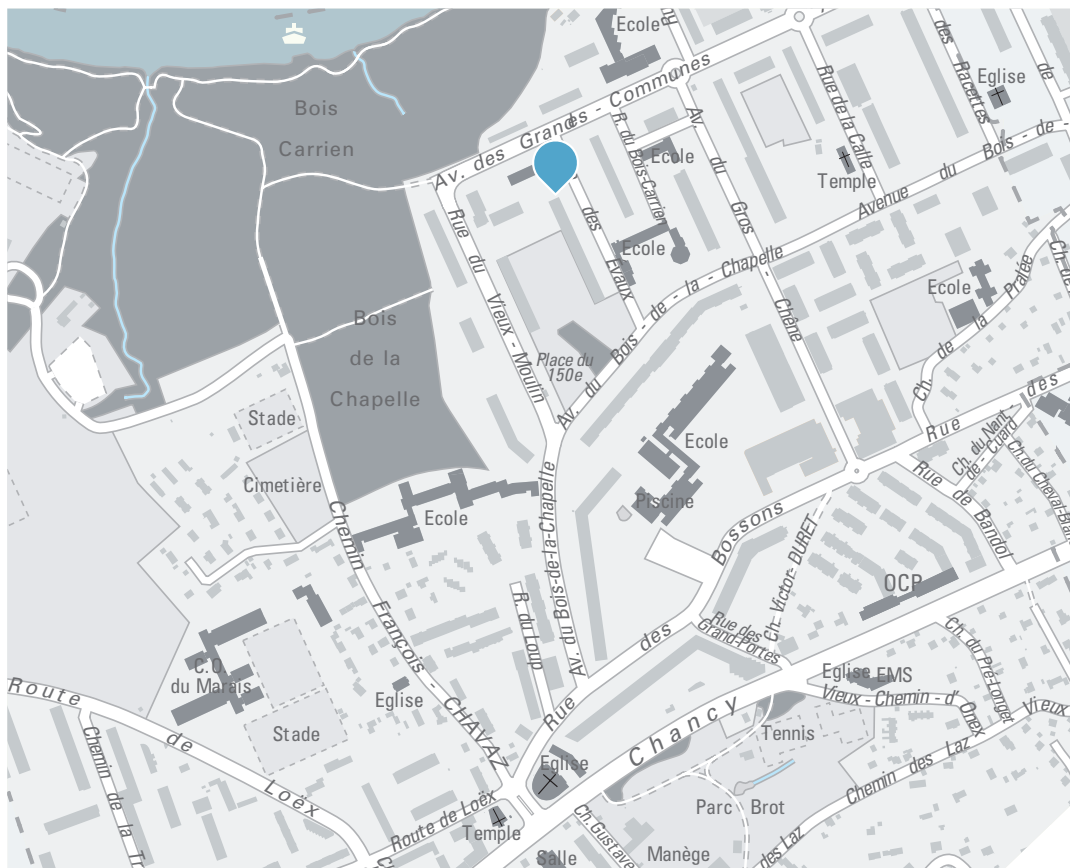 Ecole
des - Racettes
Eglise
de
Bois
Carrien
Av. des Grandes - Communes
Rue de la Calle
R. du Bois-Carrien
Ecole
Av. du Gros - Chêne
Temple
Avenue du Bois - de -
Rue du Vieux - Moulin
des Evaux
Ecole
Av. du Bois - de - la - Chapelle
Ecole
Ch. de la Pralée
Ch. de
Bois
de la
Chapelle
Place du
150e
Stade
Rue des
Ecole
Ch. du Nant
de - Cuard
Ch. du Cheval-Blan
Cimetière
Ecole
Piscine
Rue de Bandol
Chemin François - CHAVAZ
Av. du Bois-de-la-Chapelle
Rue des Bossons
Ch. Victor-DURET
OCP
R. du Loup
Rue des
Grand-Portes
Ch. du Pré-Longet
C.O.
du Marais
Eglise
Eglise
EMS
Vieux - Chemin - d'
Onex
Route de Loëx
Chemin de la
Stade
Chancy
Tennis
Chemin des Laz
Vieux
Eglise
Parc Brot
Route de Loëx
Temple
Ch. Gustave
Salle
Manège
des Laz